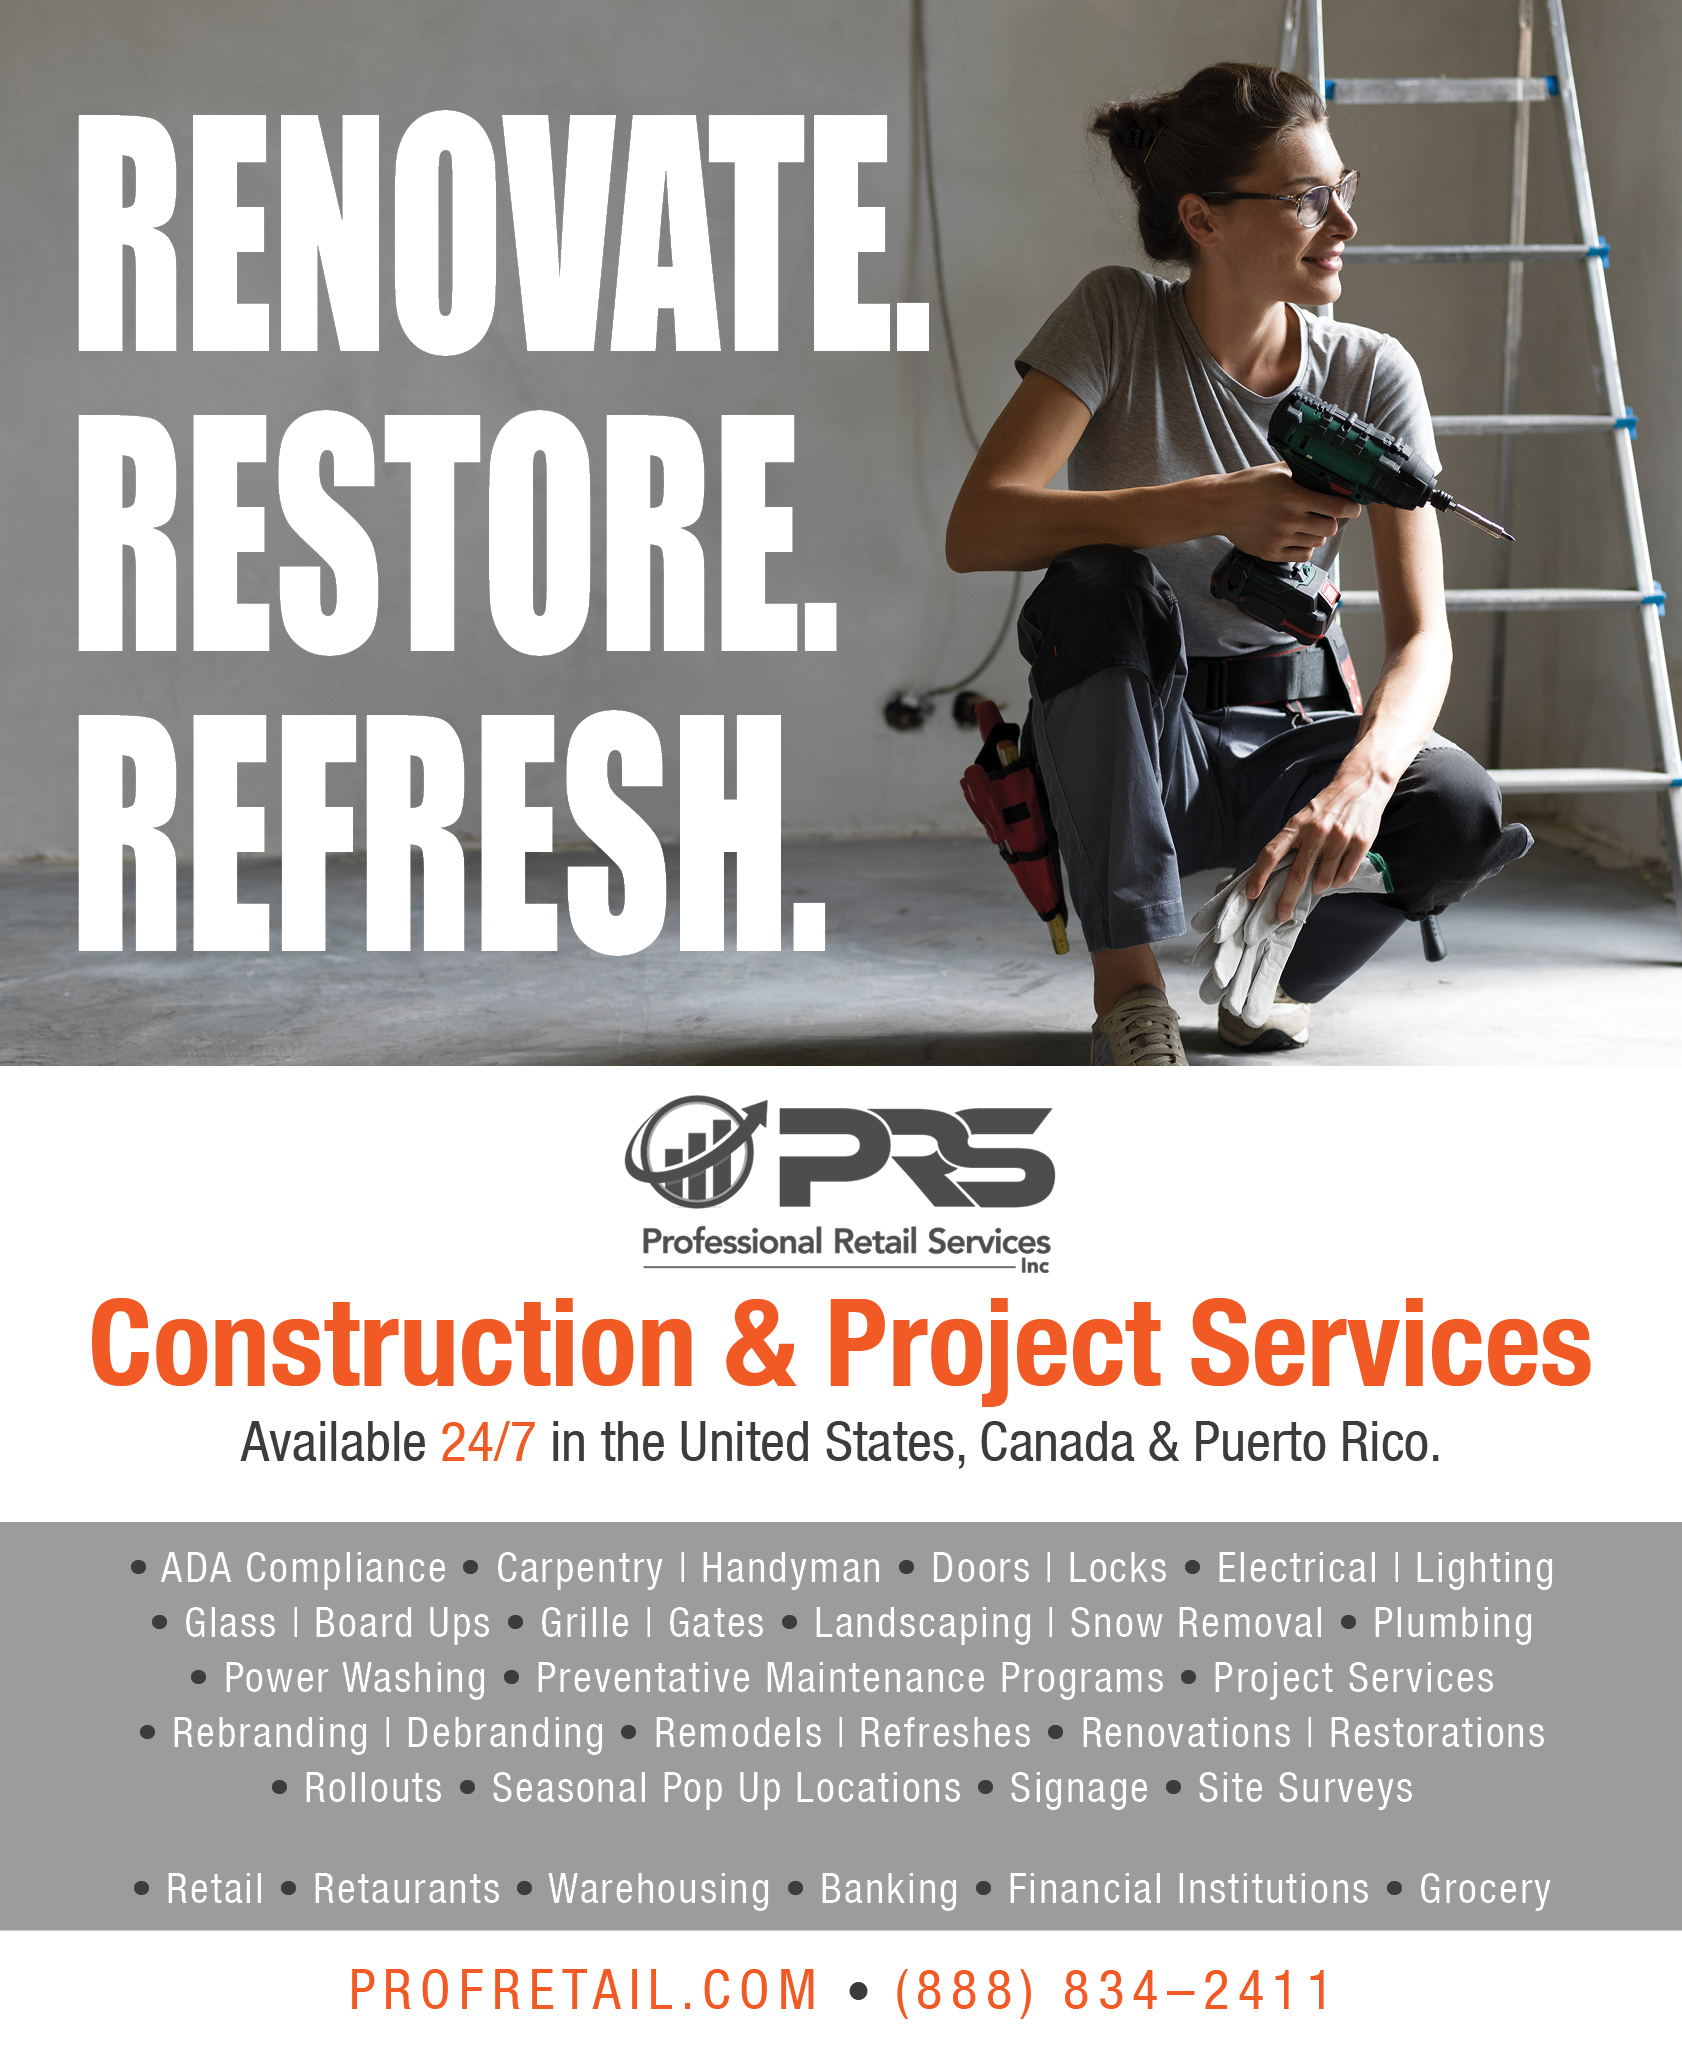 RENOVATE.
RESTORE.
REFRESH.
PRS
Professional Retail Services
Inc
Construction & Project Services
Available 24/7 in the United States, Canada & Puerto Rico.
• ADA Compliance • Carpentry | Handyman • Doors | Locks • Electrical | Lighting
• Glass | Board Ups • Grille | Gates • Landscaping | Snow Removal • Plumbing
• Power Washing • Preventative Maintenance Programs • Project Services
• Rebranding | Debranding • Remodels | Refreshes • Renovations | Restorations
• Rollouts • Seasonal Pop Up Locations • Signage • Site Surveys
• Retail • Retaurants • Warehousing • Banking • Financial Institutions • Grocery
PROFRETAIL.COM • (888) 834–2411